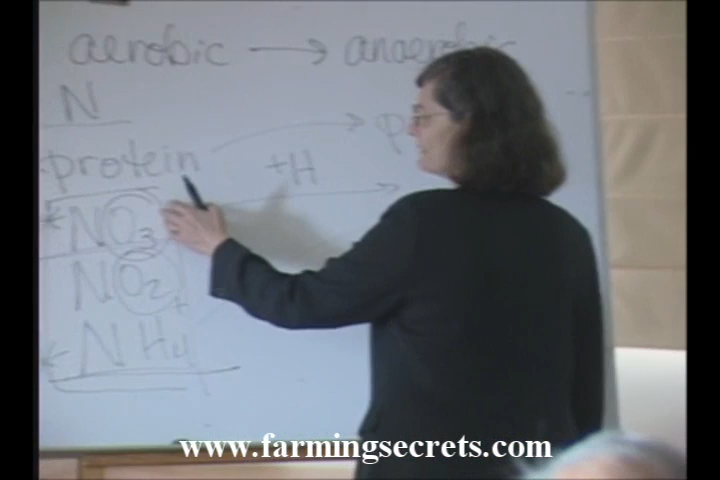 aerobic → anaerobic
N
protein →
+H →
NO3
NO2
NH4
www.farmingsecrets.com